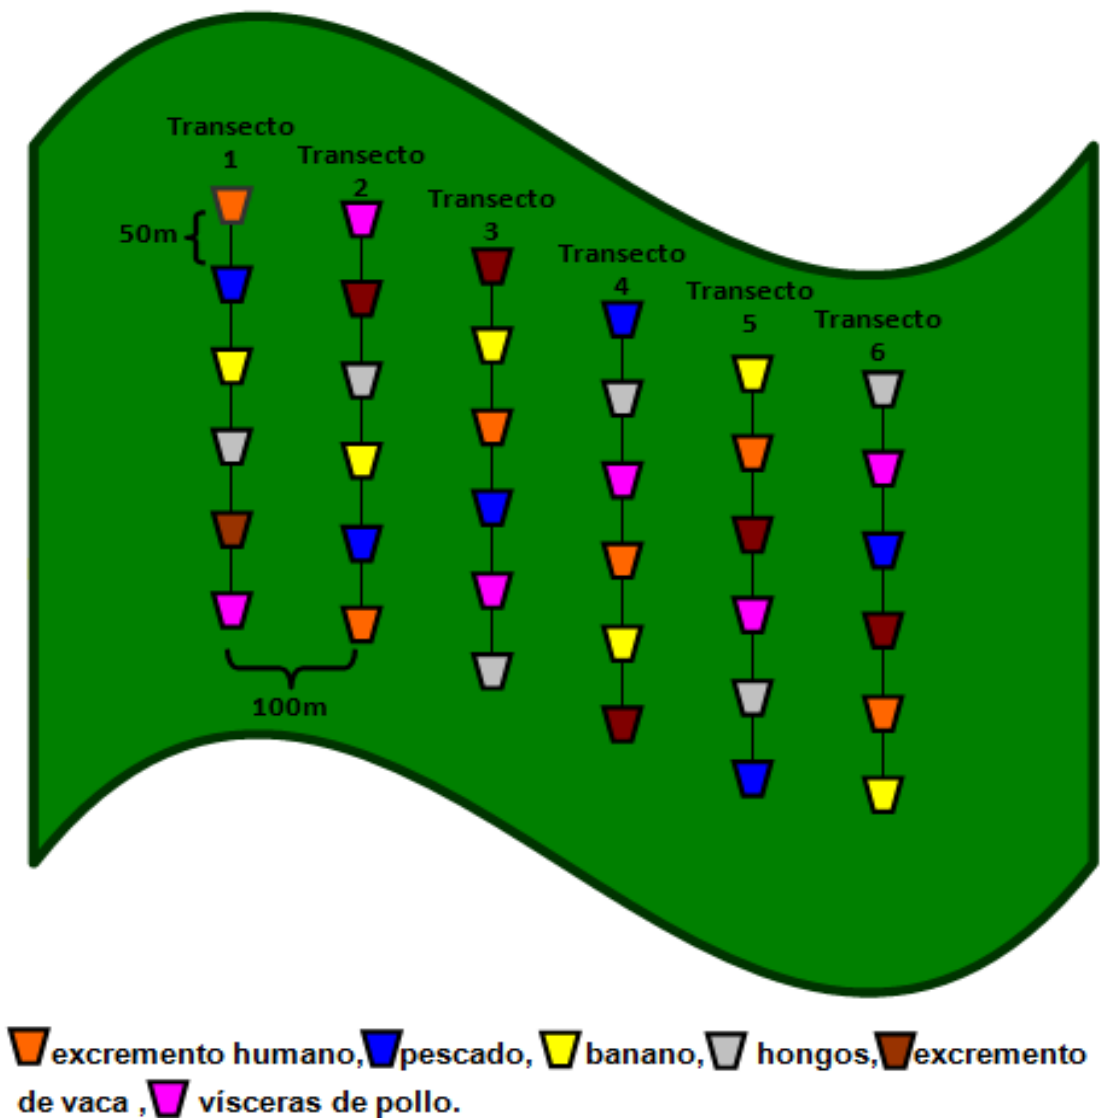 Transecto
1
Transecto
2
Transecto
3
Transecto
4
Transecto
5
Transecto
6
50m
100m
excremento humano, pescado, banano, hongos, excremento
de vaca , vísceras de pollo.